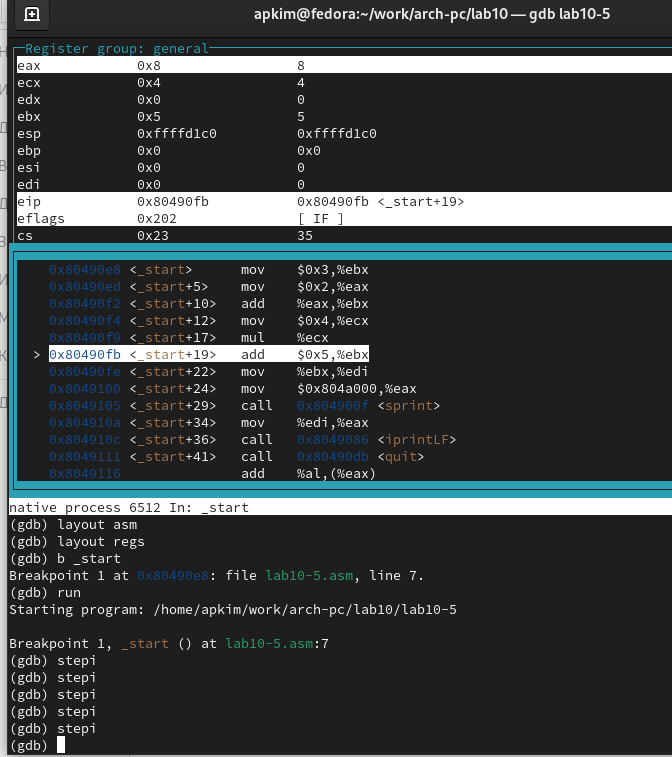 apkim@fedora:~/work/arch-pc/lab10 — gdb lab10-5
Register group: general
eax 0x8 8
ecx 0x4 4
edx 0x0 0
ebx 0x5 5
esp 0xffffd1c0 0xffffd1c0
ebp 0x0 0x0
esi 0x0 0
edi 0x0 0
eip 0x80490fb 0x80490fb <_start+19>
eflags 0x202 [ IF ]
cs 0x23 35
0x80490e8 <_start> mov $0x3,%ebx
0x80490ed <_start+5> mov $0x2,%eax
0x80490f2 <_start+10> add %eax,%ebx
0x80490f4 <_start+12> mov $0x4,%ecx
0x80490f9 <_start+17> mul %ecx
> 0x80490fb <_start+19> add $0x5,%ebx
0x80490fe <_start+22> mov %ebx,%edi
0x8049100 <_start+24> mov $0x804a000,%eax
0x8049105 <_start+29> call 0x804900f <sprint>
0x804910a <_start+34> mov %edi,%eax
0x804910c <_start+36> call 0x8049086 <iprintLF>
0x8049111 <_start+41> call 0x80490db <quit>
0x8049116 add %al,(%eax)
native process 6512 In: _start
(gdb) layout asm
(gdb) layout regs
(gdb) b _start
Breakpoint 1 at 0x80490e8: file lab10-5.asm, line 7.
(gdb) run
Starting program: /home/apkim/work/arch-pc/lab10/lab10-5
Breakpoint 1, _start () at lab10-5.asm:7
(gdb) stepi
(gdb) stepi
(gdb) stepi
(gdb) stepi
(gdb) stepi
(gdb)